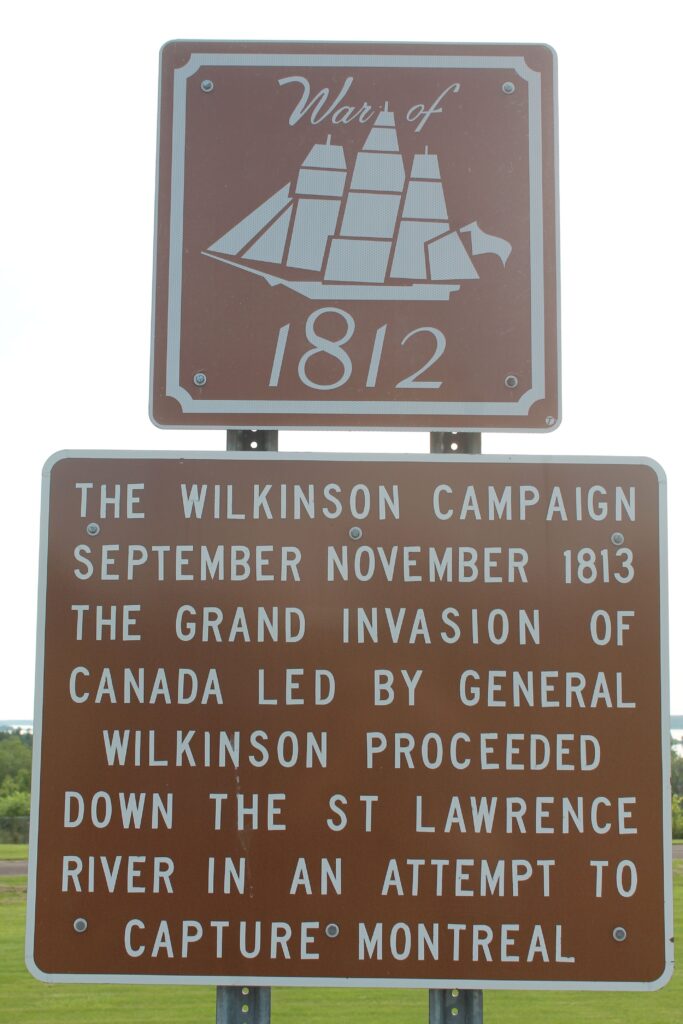 War of
1812
THE WILKINSON CAMPAIGN
SEPTEMBER NOVEMBER 1813
THE GRAND INVASION OF
CANADA LED BY GENERAL
WILKINSON PROCEEDED
DOWN THE ST LAWRENCE
RIVER IN AN ATTEMPT TO
CAPTURE MONTREAL